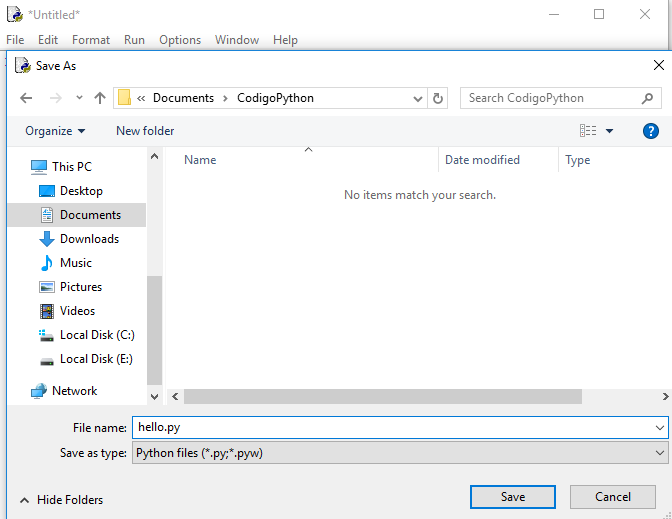 *Untitled*
File Edit Format Run Options Window Help
Save As
« Documents > CodigoPython
Search CodigoPython
Organize New folder
Name Date modified Type
No items match your search.
This PC
Desktop
Documents
Downloads
Music
Pictures
Videos
Local Disk (C:)
Local Disk (E:)
Network
File name: hello.py
Save as type: Python files (*.py;*.pyw)
Hide Folders Save Cancel